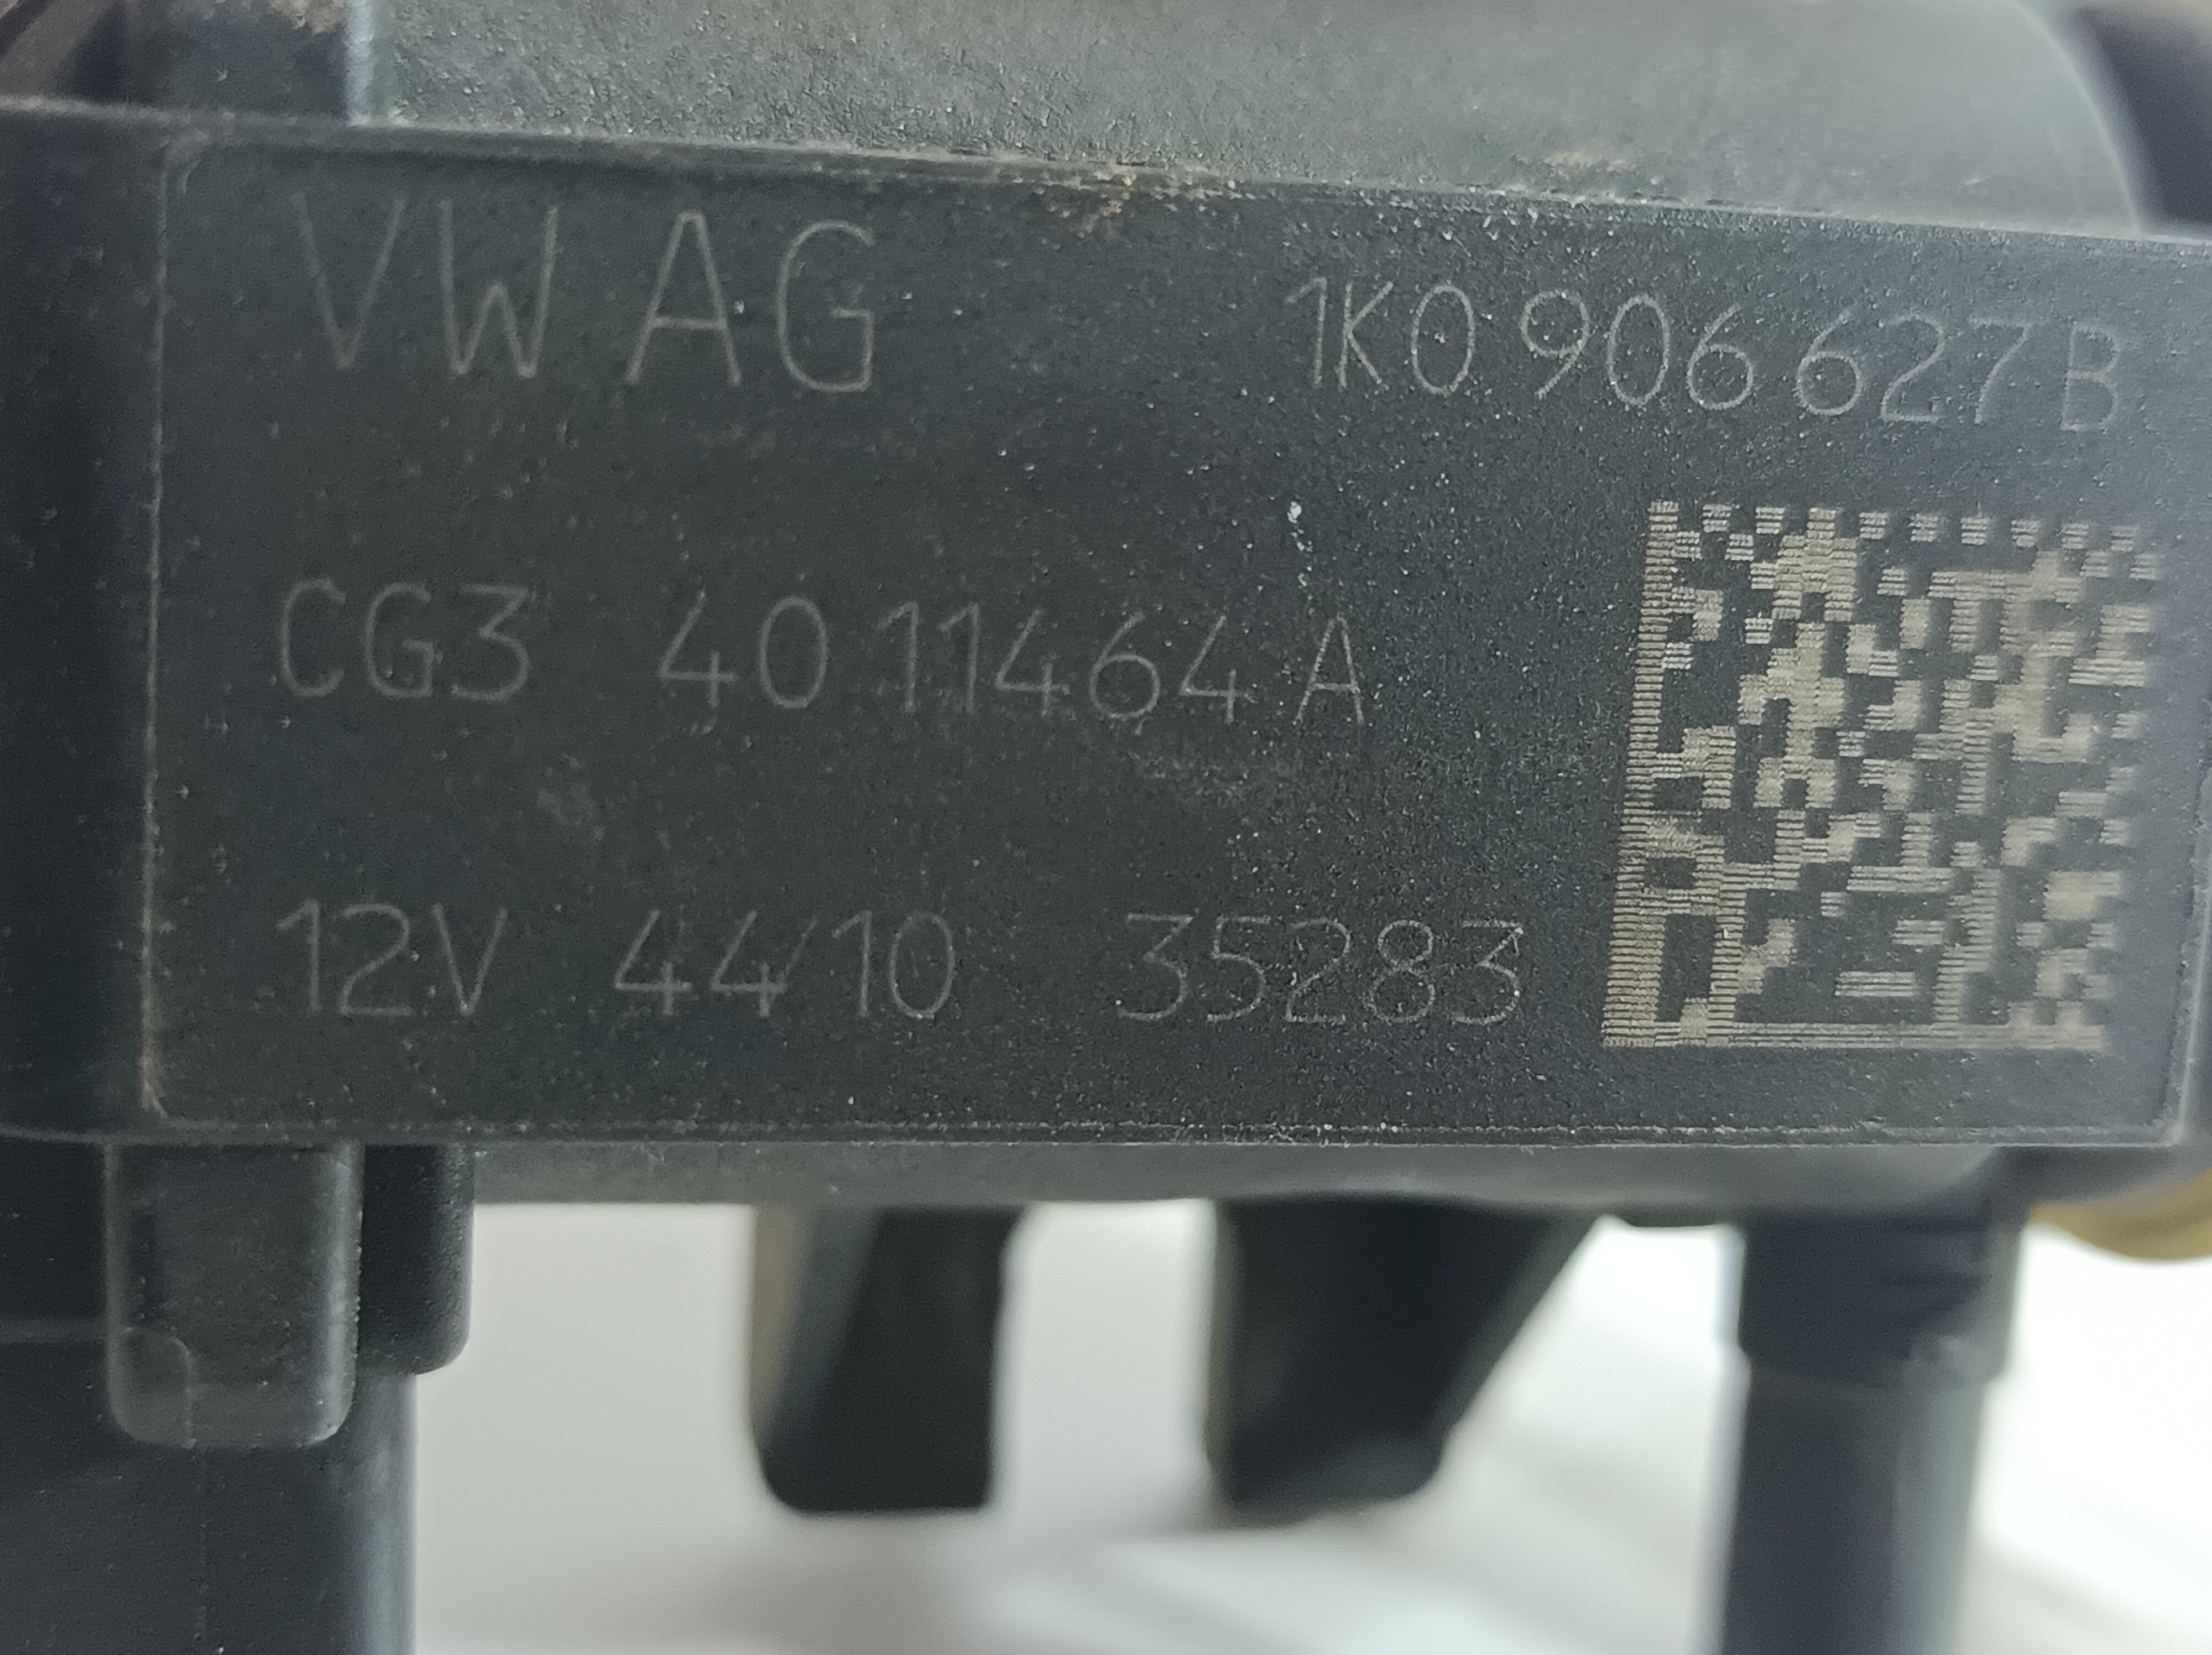 VW AG 1K0 906 627 B
CG3 4011464 A
12V 44/10 35283